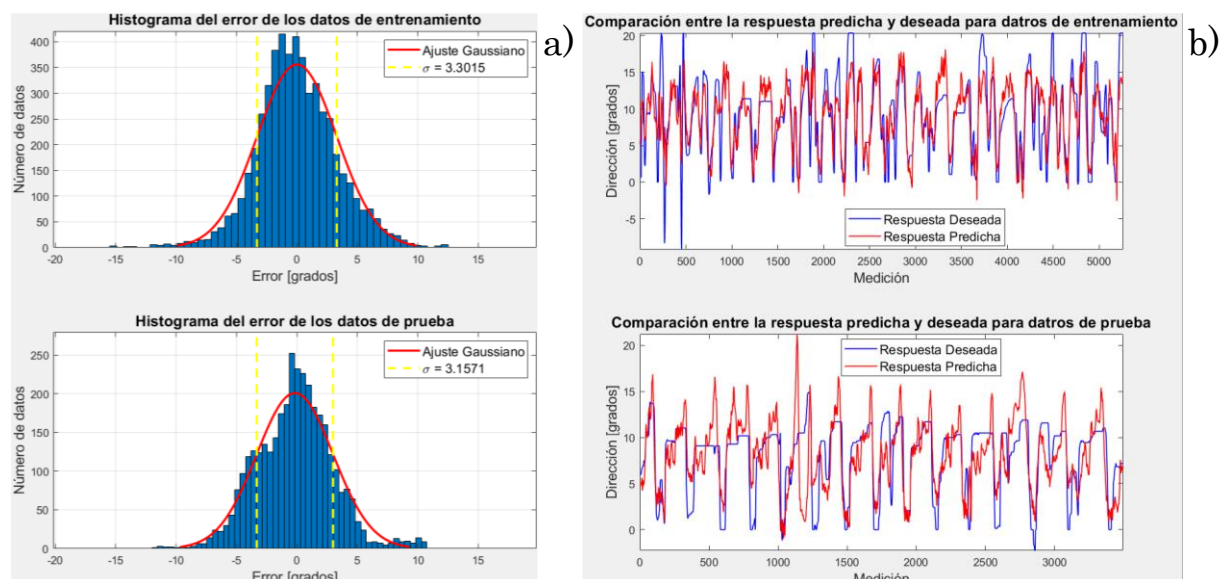 Histograma del error de los datos de entrenamiento
400
350
300
250
200
150
100
50
0
Número de datos
Ajuste Gaussiano
σ = 3.3015
-20 -15 -10 -5 0 5 10 15
Error [grados]
a)
Histograma del error de los datos de prueba
250
200
150
100
50
0
Número de datos
Ajuste Gaussiano
σ = 3.1571
-20 -15 -10 -5 0 5 10 15
Error [grados]
Comparación entre la respuesta predicha y deseada para datros de entrenamiento
20
15
10
5
0
-5
Dirección [grados]
Respuesta Deseada
Respuesta Predicha
0 500 1000 1500 2000 2500 3000 3500 4000 4500 5000
Medición
b)
Comparación entre la respuesta predicha y deseada para datros de prueba
20
15
10
5
0
Dirección [grados]
Respuesta Deseada
Respuesta Predicha
0 500 1000 1500 2000 2500 3000
Medición